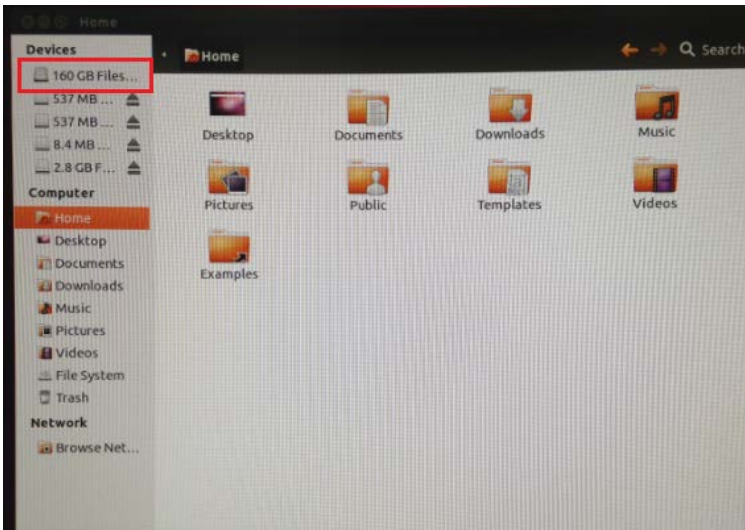 Home
Devices
160 GB Files...
537 MB ...
537 MB ...
8.4 MB ...
2.8 GB F...
Computer
Home
Desktop
Documents
Downloads
Music
Pictures
Videos
File System
Trash
Network
Browse Net...
Home
Search
Desktop
Documents
Downloads
Music
Pictures
Public
Templates
Videos
Examples